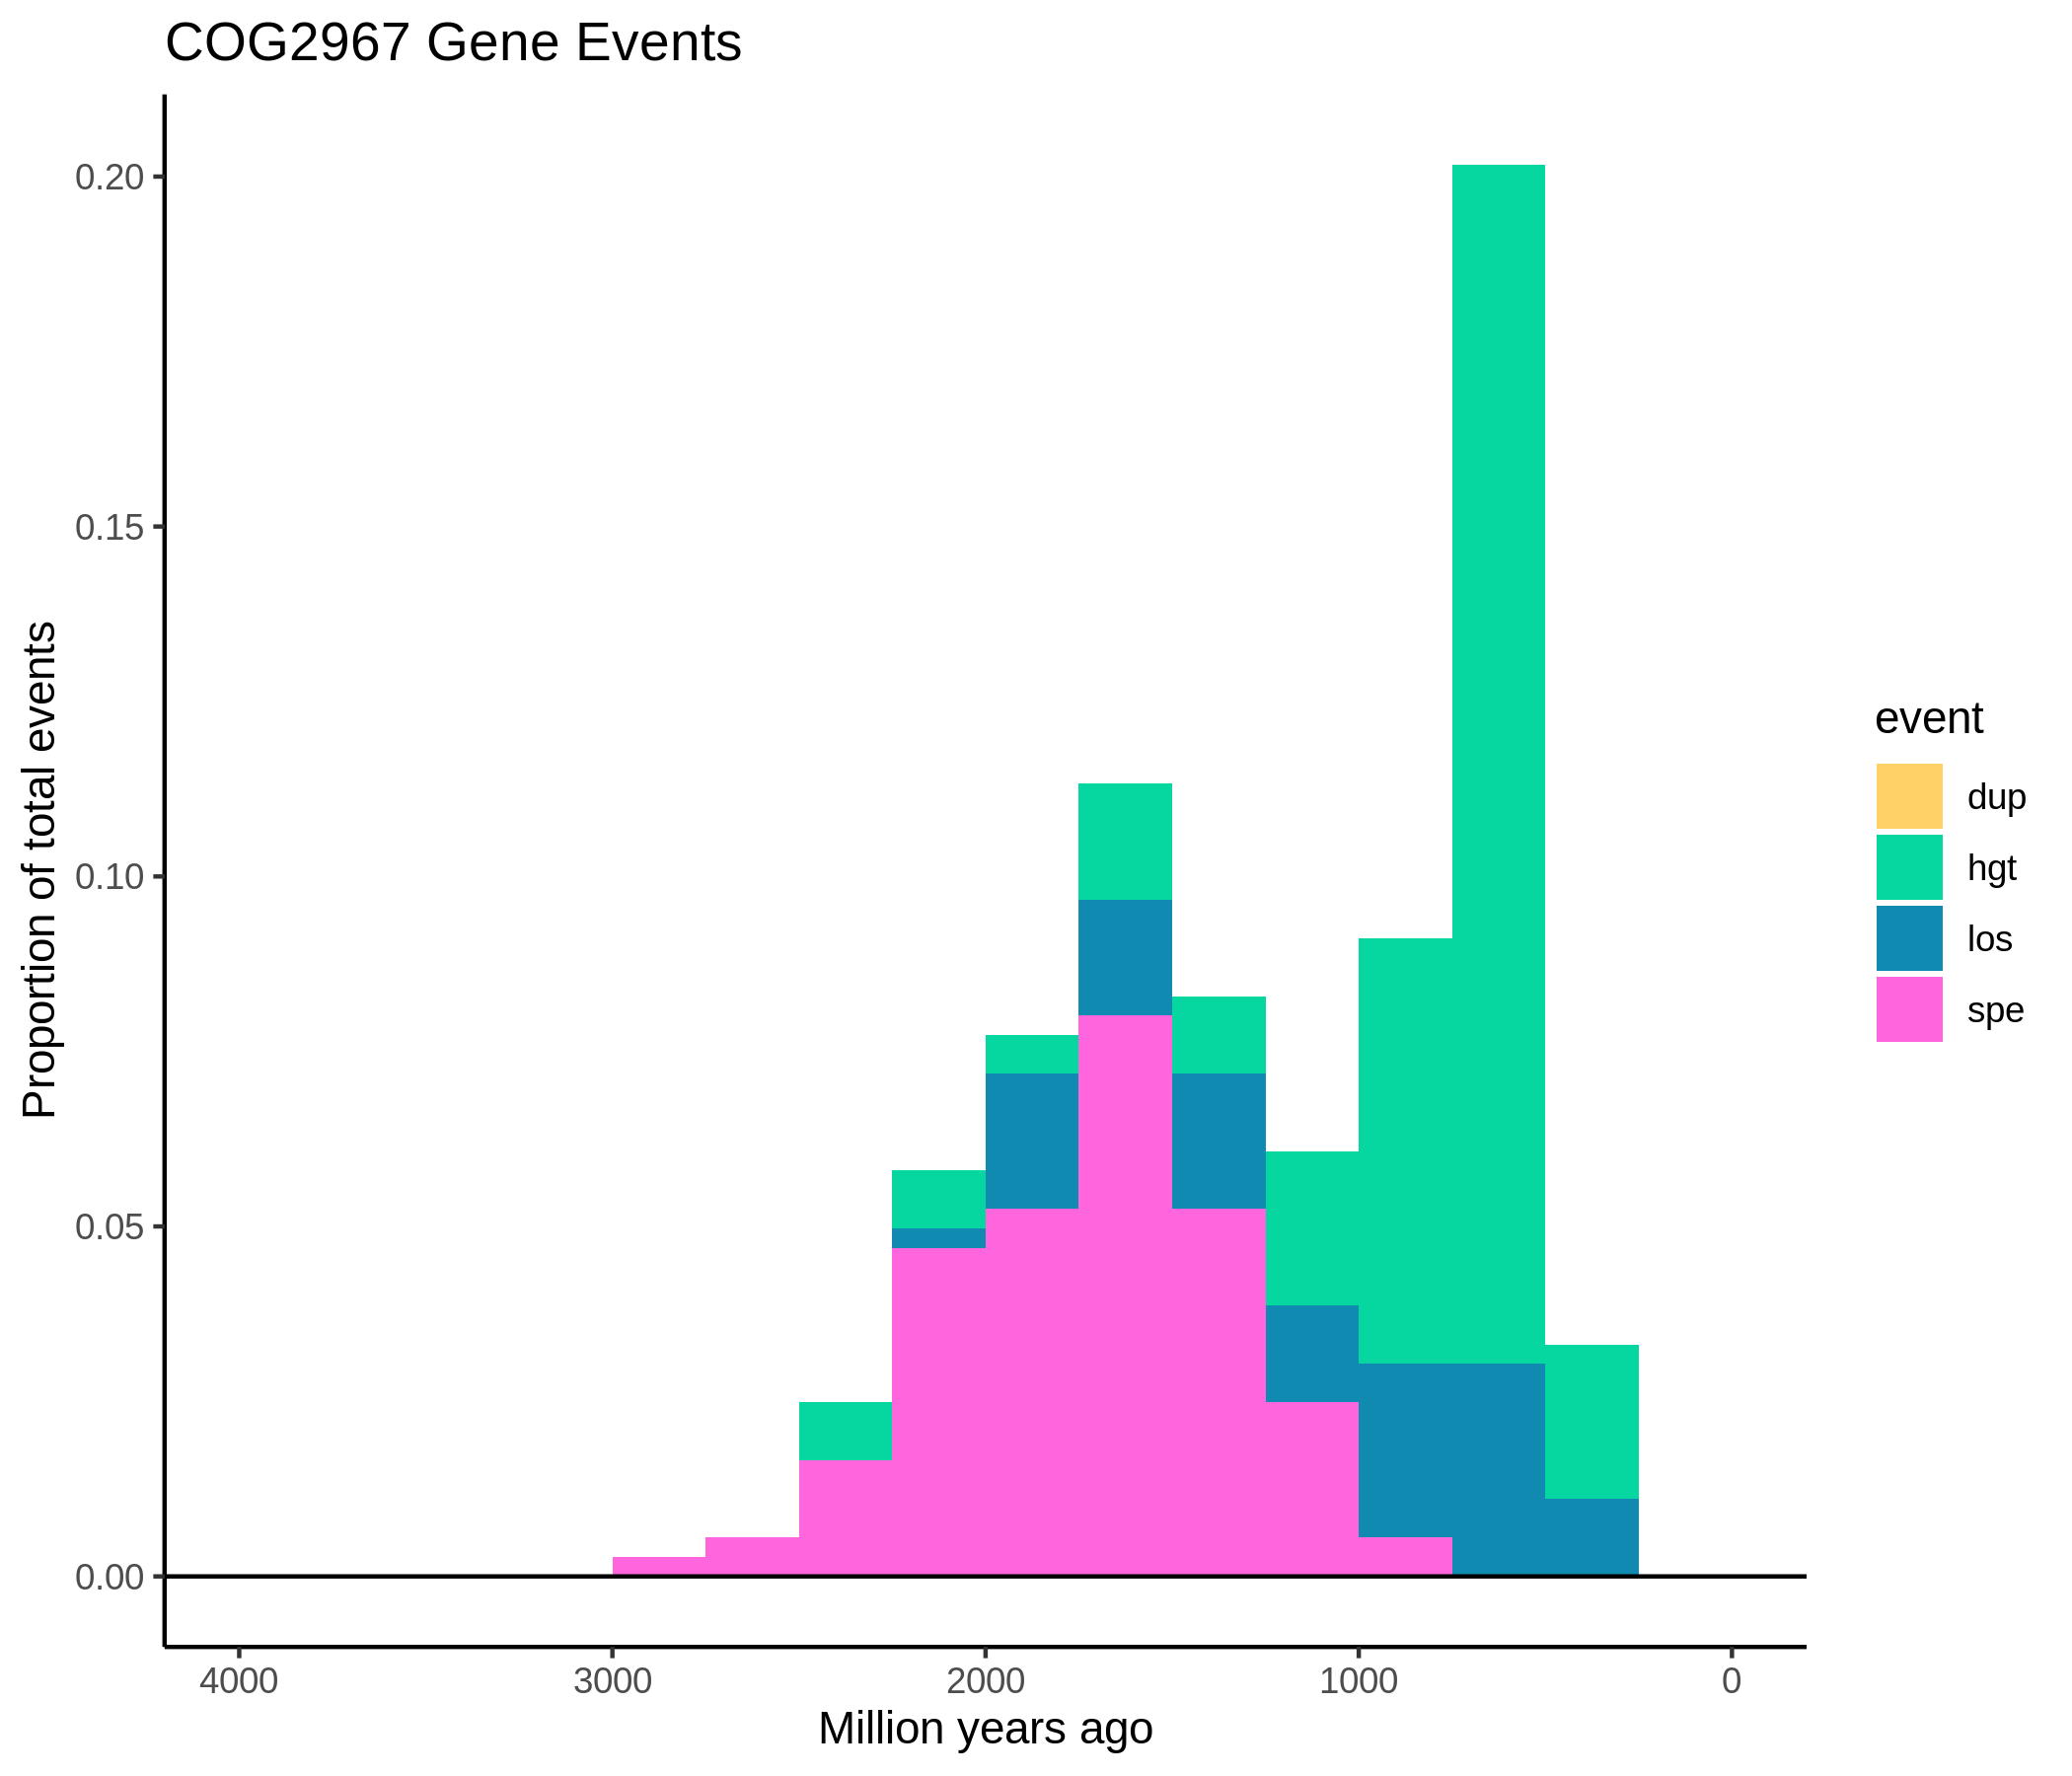 COG2967 Gene Events
Proportion of total events
0.20
0.15
0.10
0.05
0.00
4000 3000 2000 1000 0
Million years ago
event
dup
hgt
los
spe